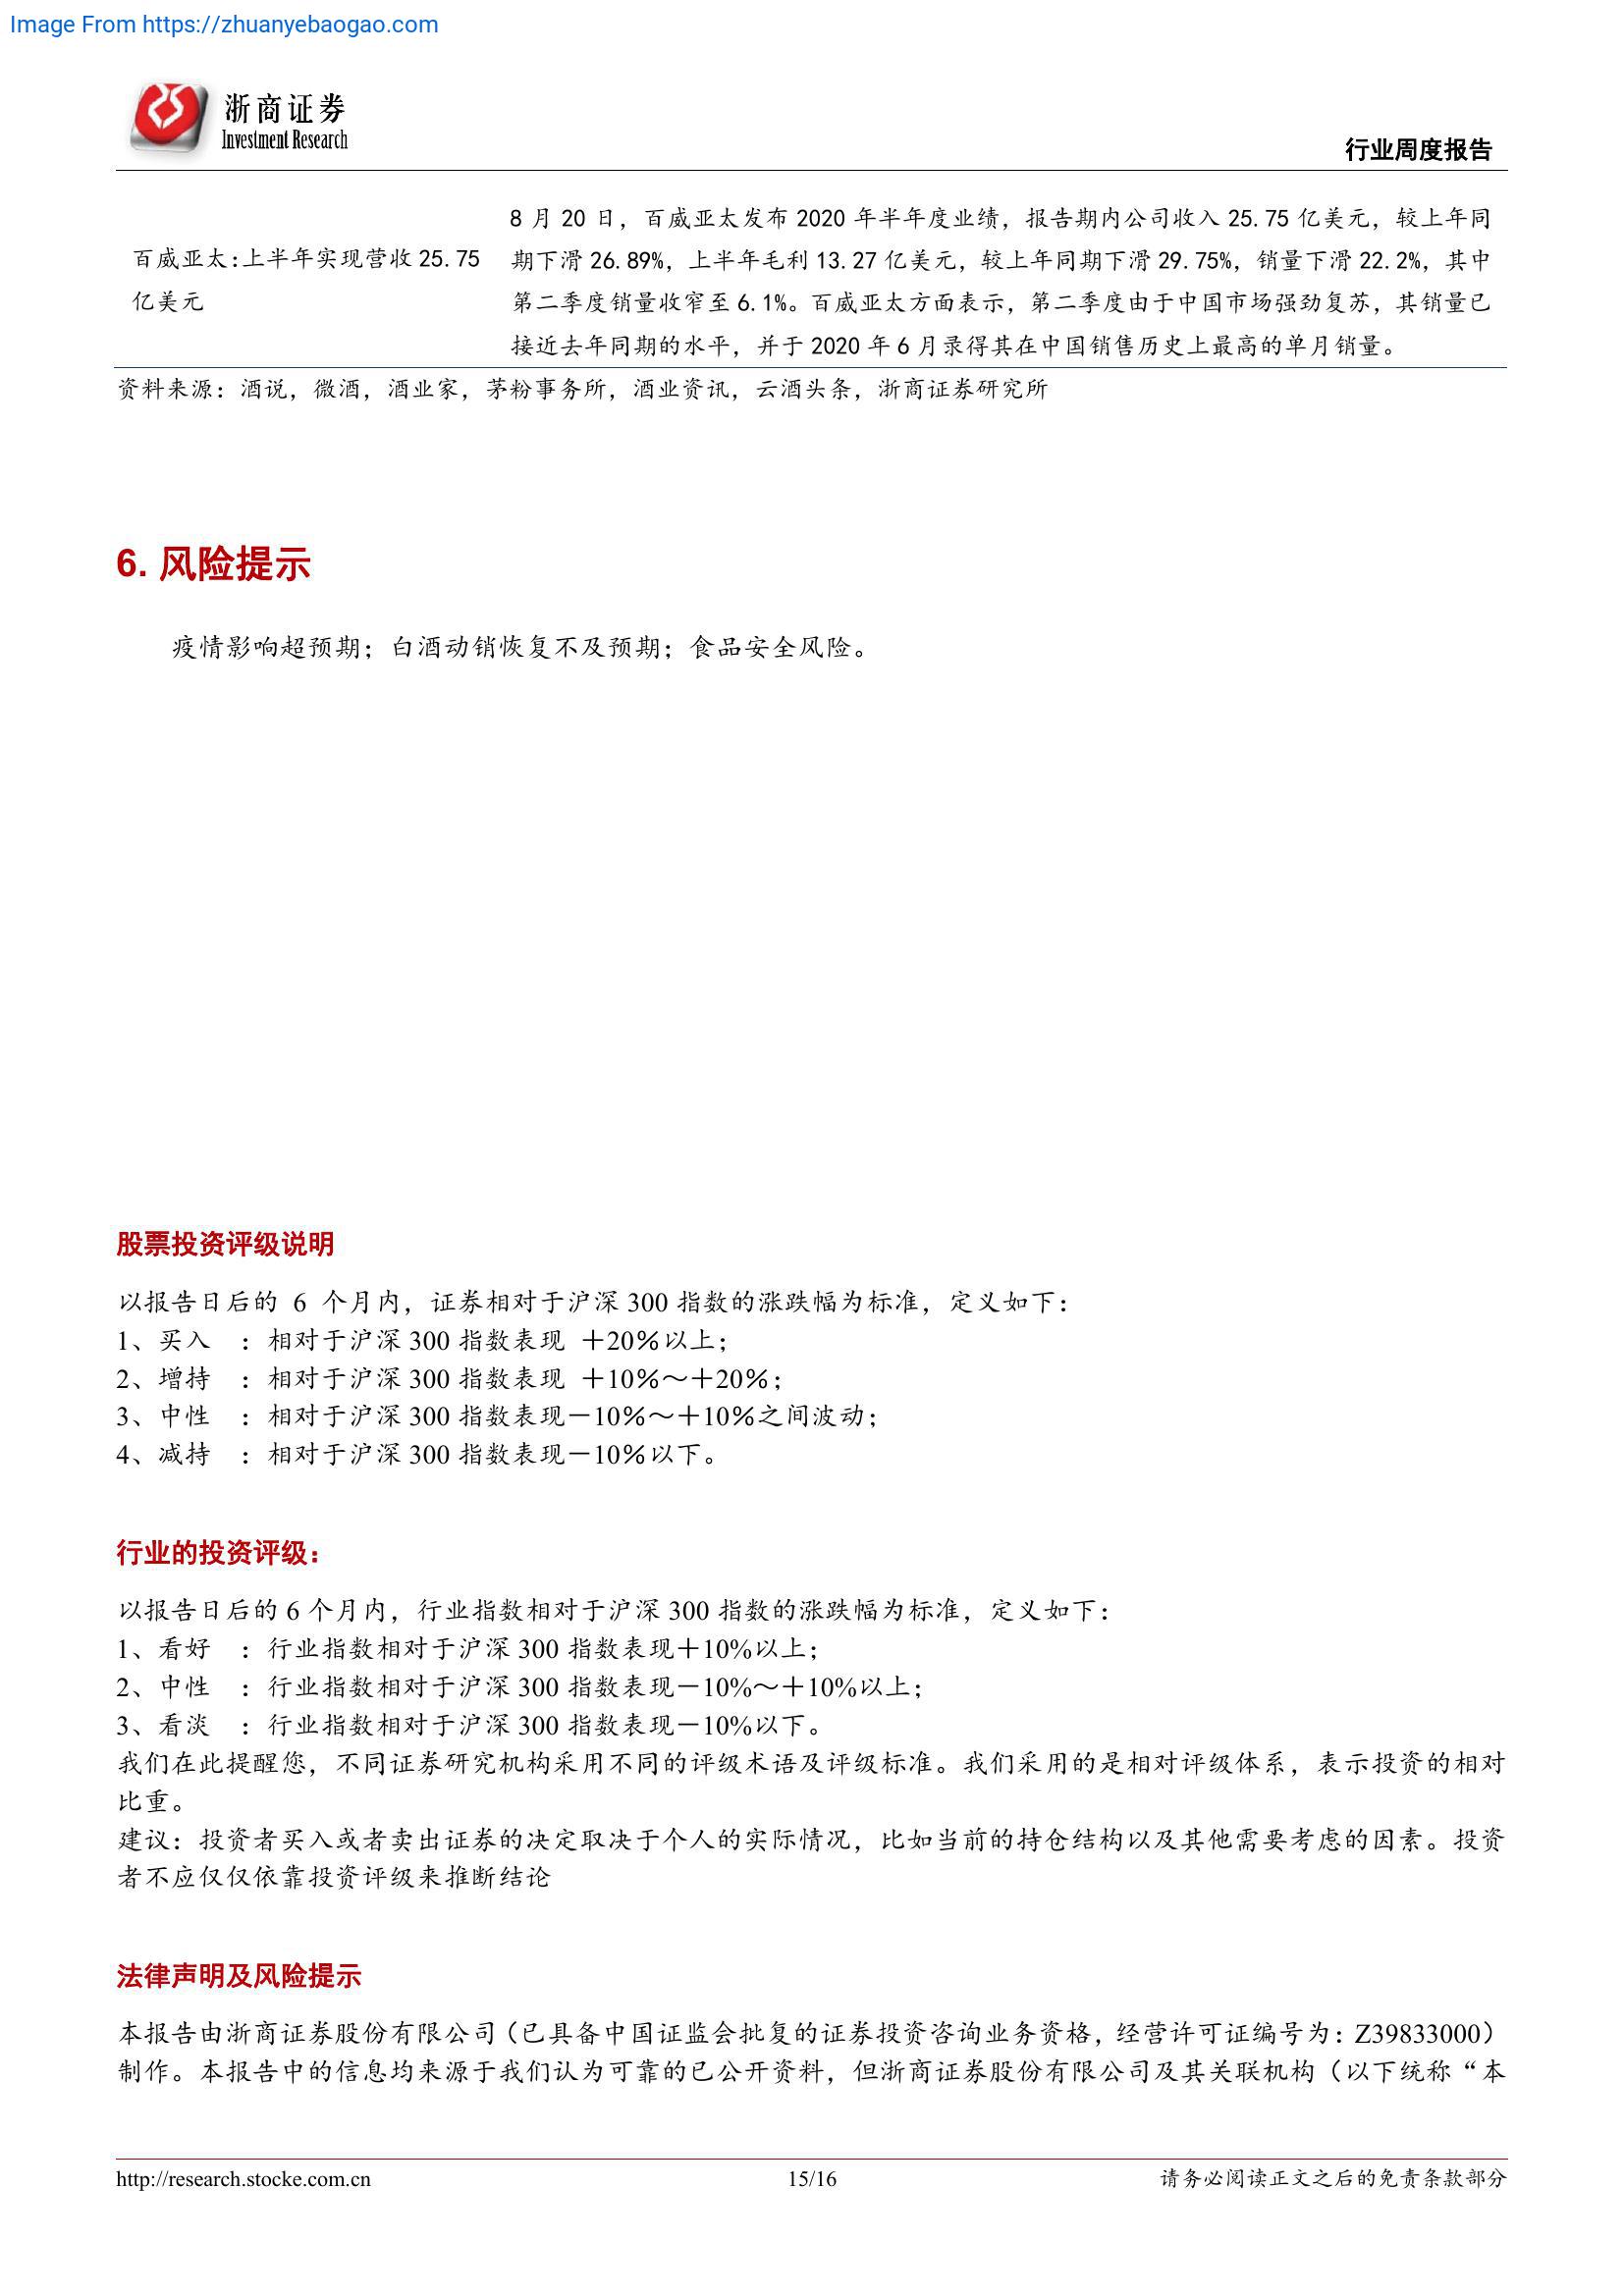 Image From https://zhuanyebaogao.com
浙商证券
Investment Research
行业周度报告
百威亚太:上半年实现营收 25.75
亿美元
8 月 20 日，百威亚太发布 2020 年半年度业绩，报告期内公司收入 25.75 亿美元，较上年同
期下滑 26.89%，上半年毛利 13.27 亿美元，较上年同期下滑 29.75%，销量下滑 22.2%，其中
第二季度销量收窄至 6.1%。百威亚太方面表示，第二季度由于中国市场强劲复苏，其销量已
接近去年同期的水平，并于 2020 年 6 月录得其在中国销售历史上最高的单月销量。
资料来源：酒说，微酒，酒业家，茅粉事务所，酒业资讯，云酒头条，浙商证券研究所
6. 风险提示
疫情影响超预期；白酒动销恢复不及预期；食品安全风险。
股票投资评级说明
以报告日后的 6 个月内，证券相对于沪深 300 指数的涨跌幅为标准，定义如下：
1、买入 ：相对于沪深 300 指数表现 ＋20％以上；
2、增持 ：相对于沪深 300 指数表现 ＋10％～＋20％；
3、中性 ：相对于沪深 300 指数表现－10％～＋10％之间波动；
4、减持 ：相对于沪深 300 指数表现－10％以下。
行业的投资评级：
以报告日后的 6 个月内，行业指数相对于沪深 300 指数的涨跌幅为标准，定义如下：
1、看好 ：行业指数相对于沪深 300 指数表现＋10%以上；
2、中性 ：行业指数相对于沪深 300 指数表现－10%～＋10%以上；
3、看淡 ：行业指数相对于沪深 300 指数表现－10%以下。
我们在此提醒您，不同证券研究机构采用不同的评级术语及评级标准。我们采用的是相对评级体系，表示投资的相对
比重。
建议：投资者买入或者卖出证券的决定取决于个人的实际情况，比如当前的持仓结构以及其他需要考虑的因素。投资
者不应仅仅依靠投资评级来推断结论
法律声明及风险提示
本报告由浙商证券股份有限公司（已具备中国证监会批复的证券投资咨询业务资格，经营许可证编号为：Z39833000）
制作。本报告中的信息均来源于我们认为可靠的已公开资料，但浙商证券股份有限公司及其关联机构（以下统称“本
http://research.stocke.com.cn
15/16
请务必阅读正文之后的免责条款部分